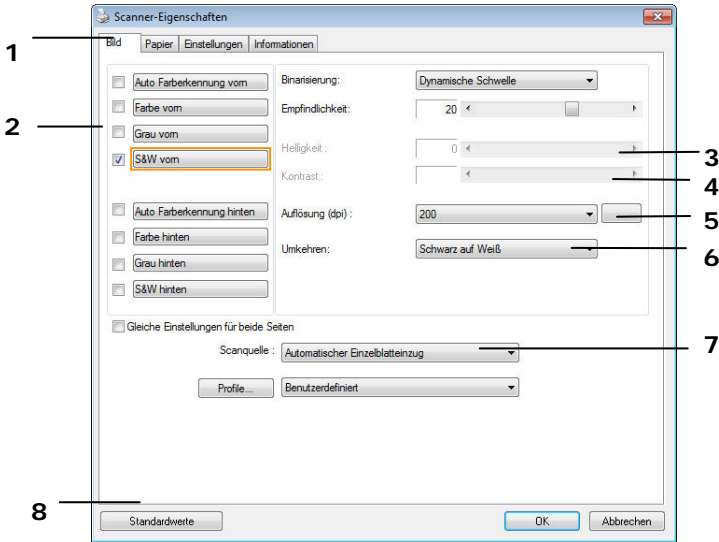 Scanner-Eigenschaften
Bild Papier Einstellungen Informationen
1
Auto Farberkennung vorn
Binarisierung:
Dynamische Schwelle
Farbe vorn
Empfindlichkeit:
20
2
Grau vorn
Helligkeit :
0
3
S&W vorn
Kontrast :
4
Auto Farberkennung hinten
Auflösung (dpi) :
200
5
Farbe hinten
Umkehren:
Schwarz auf Weiß
6
Grau hinten
S&W hinten
Gleiche Einstellungen für beide Seiten
Scanquelle :
Automatischer Einzelblatteinzug
7
Profile...
Benutzerdefiniert
8
Standardwerte
OK
Abbrechen